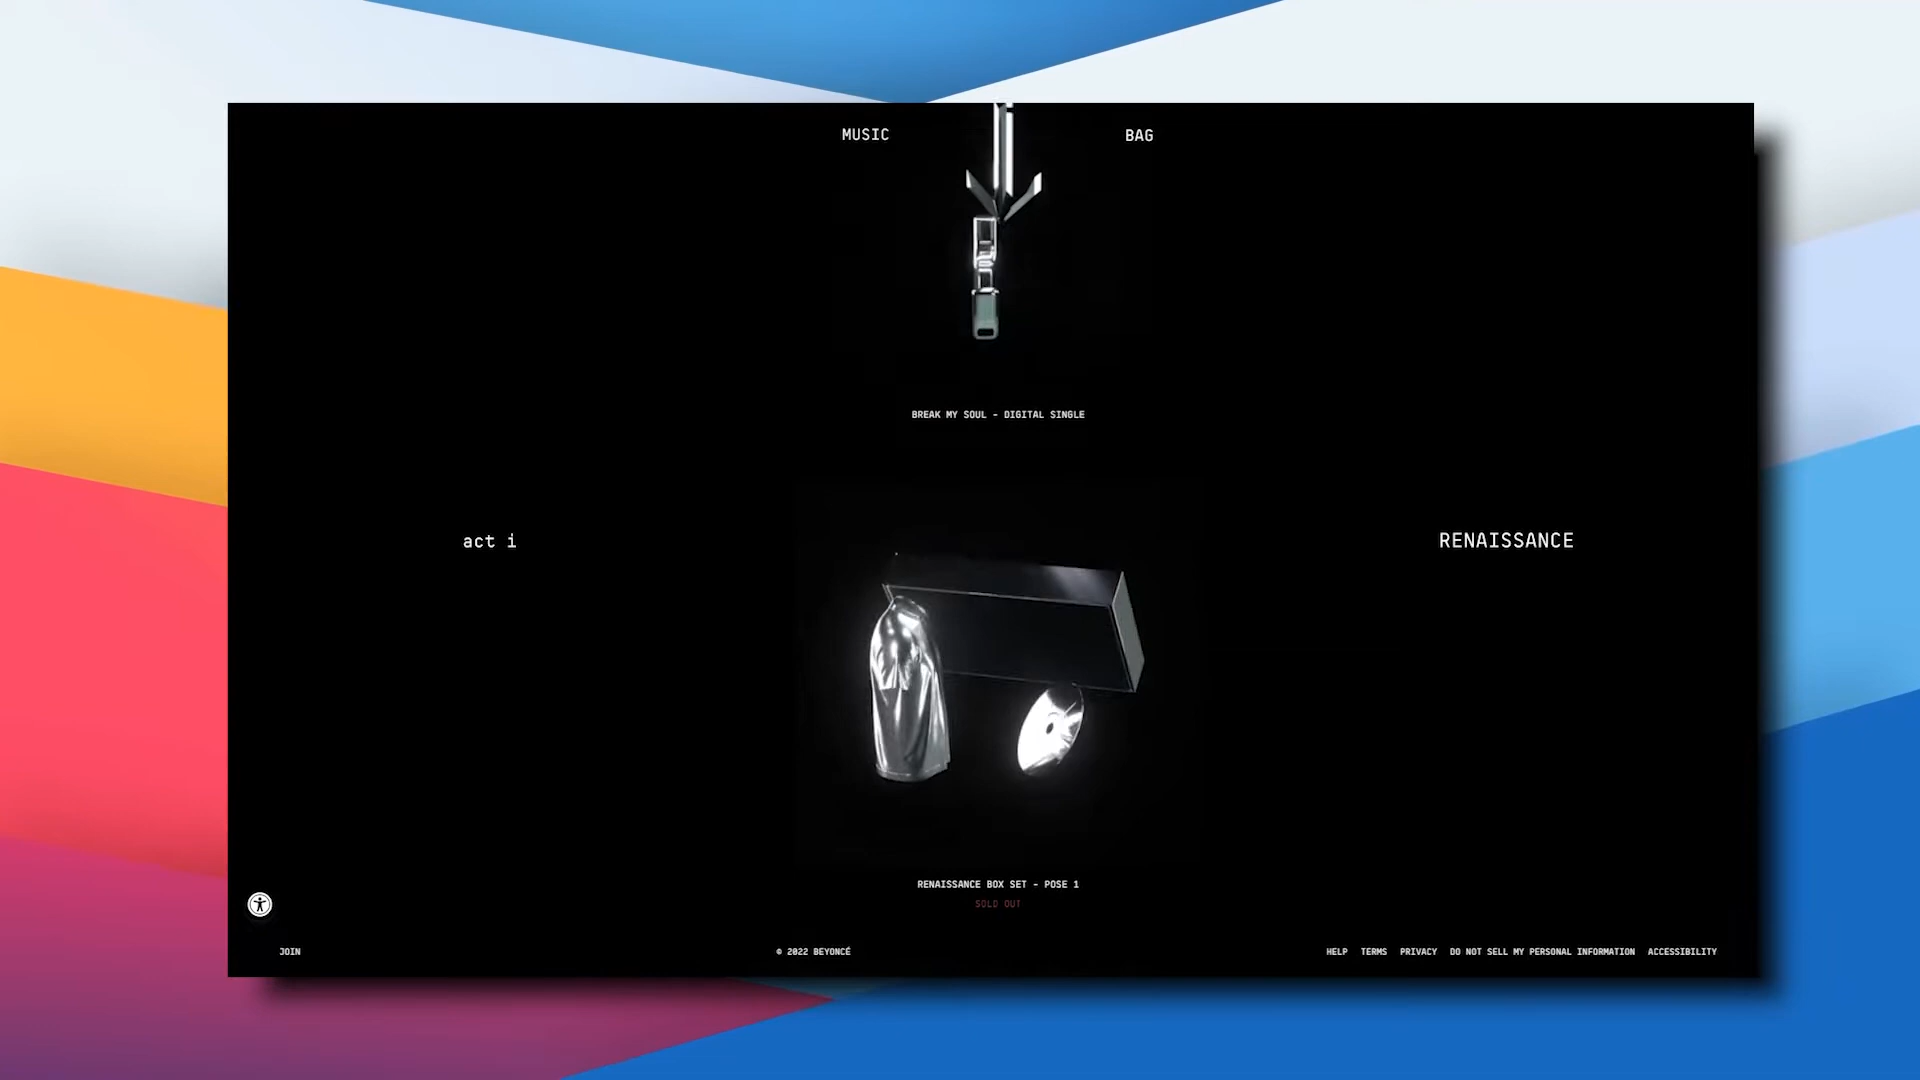 MUSIC
BAG
BREAK MY SOUL - DIGITAL SINGLE
act i
RENAISSANCE
RENAISSANCE BOX SET - POSE 1
SOLD OUT
JOIN
© 2022 BEYONCÉ
HELP TERMS PRIVACY DO NOT SELL MY PERSONAL INFORMATION ACCESSIBILITY